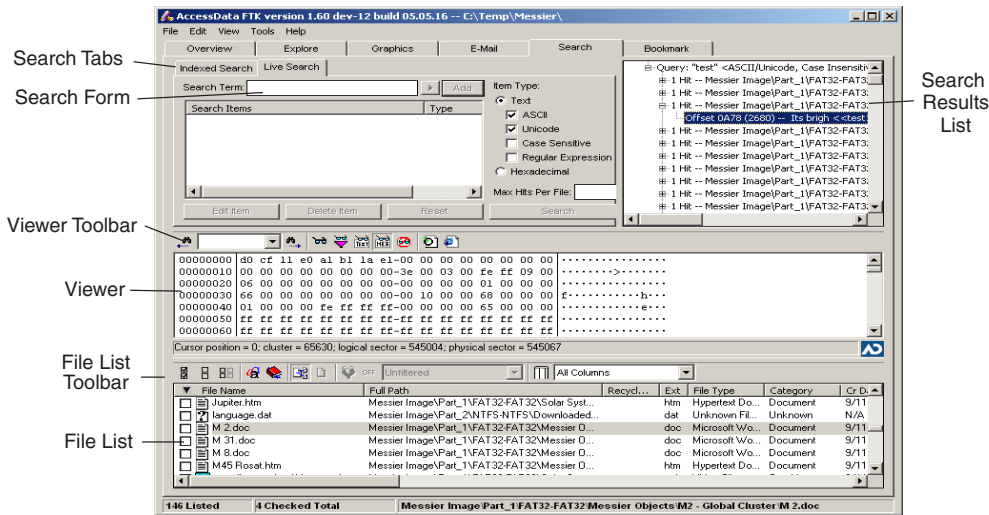 AccessData FTK version 1.60 dev-12 build 05.05.16 -- C:\Temp\Messier\
File Edit View Tools Help
Overview Explore Graphics E-Mail Search Bookmark
Search Tabs
Indexed Search Live Search
Search Form
Search Term: Add
Search Items Type
Item Type:
Text
ASCII
Unicode
Case Sensitive
Regular Expression
Hexadecimal
Max Hits Per File:
Edit Item Delete Item Reset Search
Query: "test" <ASCII/Unicode, Case Insensitiv
1 Hit -- Messier Image\Part_1\FAT32-FAT32
1 Hit -- Messier Image\Part_1\FAT32-FAT32
1 Hit -- Messier Image\Part_1\FAT32-FAT32
Offset 0A78 (2680) -- Its brigh <<test
1 Hit -- Messier Image\Part_1\FAT32-FAT32
1 Hit -- Messier Image\Part_1\FAT32-FAT32
1 Hit -- Messier Image\Part_1\FAT32-FAT32
1 Hit -- Messier Image\Part_1\FAT32-FAT32
1 Hit -- Messier Image\Part_1\FAT32-FAT32
1 Hit -- Messier Image\Part_1\FAT32-FAT32
1 Hit -- Messier Image\Part_1\FAT32-FAT32
Search
Results
List
Viewer Toolbar
TEXT HEX
Viewer
00000000 d0 cf 11 e0 a1 b1 1a e1-00 00 00 00 00 00 00 00 ················
00000010 00 00 00 00 00 00 00 00-3e 00 03 00 fe ff 09 00 ········>·······
00000020 06 00 00 00 00 00 00 00-00 00 00 00 01 00 00 00 ················
00000030 66 00 00 00 00 00 00 00-00 10 00 00 68 00 00 00 f···········h···
00000040 01 00 00 00 fe ff ff ff-00 00 00 00 65 00 00 00 ············e···
00000050 ff ff ff ff ff ff ff ff-ff ff ff ff ff ff ff ff ················
00000060 ff ff ff ff ff ff ff ff-ff ff ff ff ff ff ff ff ················
Cursor position = 0; cluster = 65630; logical sector = 545004; physical sector = 545067
File List
Toolbar
OFF Unfiltered All Columns
File List
File Name Full Path Recycl... Ext File Type Category Cr D
Jupiter.htm Messier Image\Part_1\FAT32-FAT32\Solar Syst... htm Hypertext Do... Document 9/11
language.dat Messier Image\Part_2\NTFS-NTFS\Downloaded... dat Unknown Fil... Unknown N/A
M 2.doc Messier Image\Part_1\FAT32-FAT32\Messier O... doc Microsoft Wo... Document 9/11
M 31.doc Messier Image\Part_1\FAT32-FAT32\Messier O... doc Microsoft Wo... Document 9/11
M 8.doc Messier Image\Part_1\FAT32-FAT32\Messier O... doc Microsoft Wo... Document 9/11
M45 Rosat.htm Messier Image\Part_1\FAT32-FAT32\Messier O... htm Hypertext Do... Document 9/11
146 Listed 4 Checked Total Messier Image\Part_1\FAT32-FAT32\Messier Objects\M2 - Global Cluster\M 2.doc